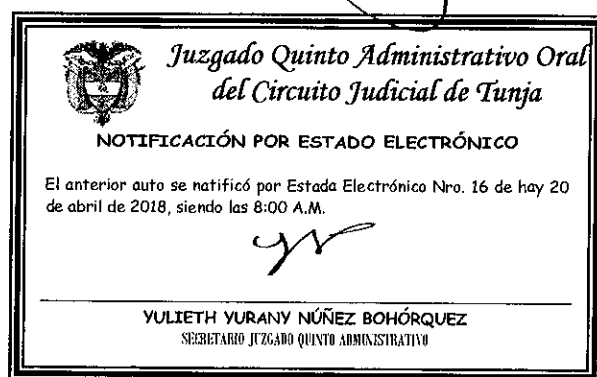 Juzgado Quinto Administrativo Oral
del Circuito Judicial de Tunja
NOTIFICACIÓN POR ESTADO ELECTRÓNICO
El anterior auto se natificó por Estada Electrónico Nro. 16 de hay 20
de abril de 2018, siendo las 8:00 A.M.
YULIETH YURANY NÚÑEZ BOHÓRQUEZ
SECRETARIO JUZGADO QUINTO ADMINISTRATIVO